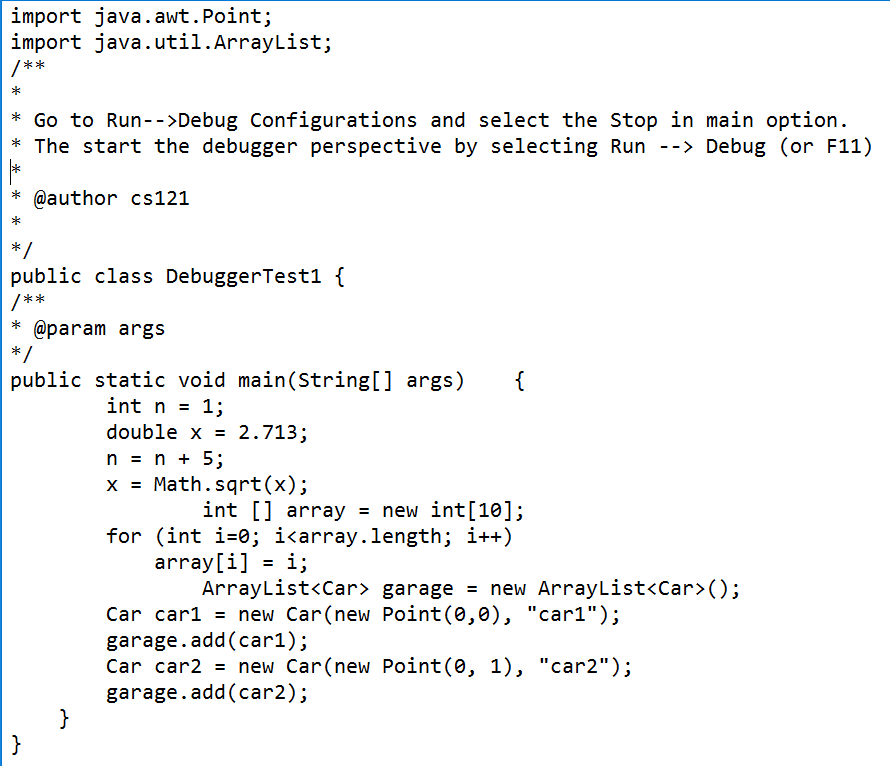 import java.awt.Point;
import java.util.ArrayList;
/**
*
* Go to Run-->Debug Configurations and select the Stop in main option.
* The start the debugger perspective by selecting Run --> Debug (or F11)
*
* @author cs121
*
*/
public class DebuggerTest1 {
/**
* @param args
*/
public static void main(String[] args)    {
        int n = 1;
        double x = 2.713;
        n = n + 5;
        x = Math.sqrt(x);
                int [] array = new int[10];
        for (int i=0; i<array.length; i++)
            array[i] = i;
                ArrayList<Car> garage = new ArrayList<Car>();
        Car car1 = new Car(new Point(0,0), "car1");
        garage.add(car1);
        Car car2 = new Car(new Point(0, 1), "car2");
        garage.add(car2);
    }
}